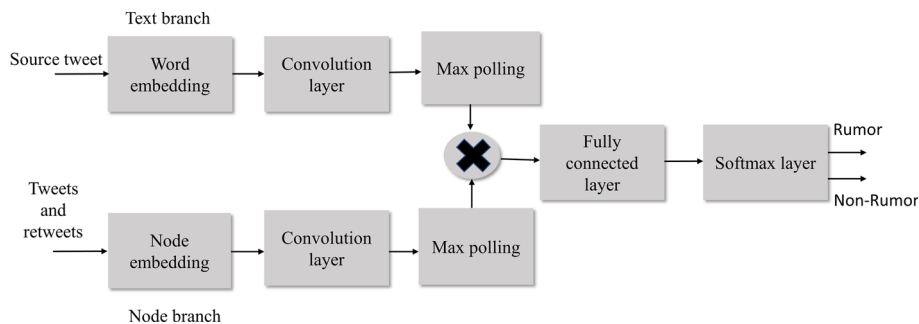 Text branch
Source tweet
Word
embedding
Convolution
layer
Max polling
Fully
connected
layer
Softmax layer
Rumor
Non-Rumor
Tweets
and
retweets
Node
embedding
Convolution
layer
Max polling
Node branch